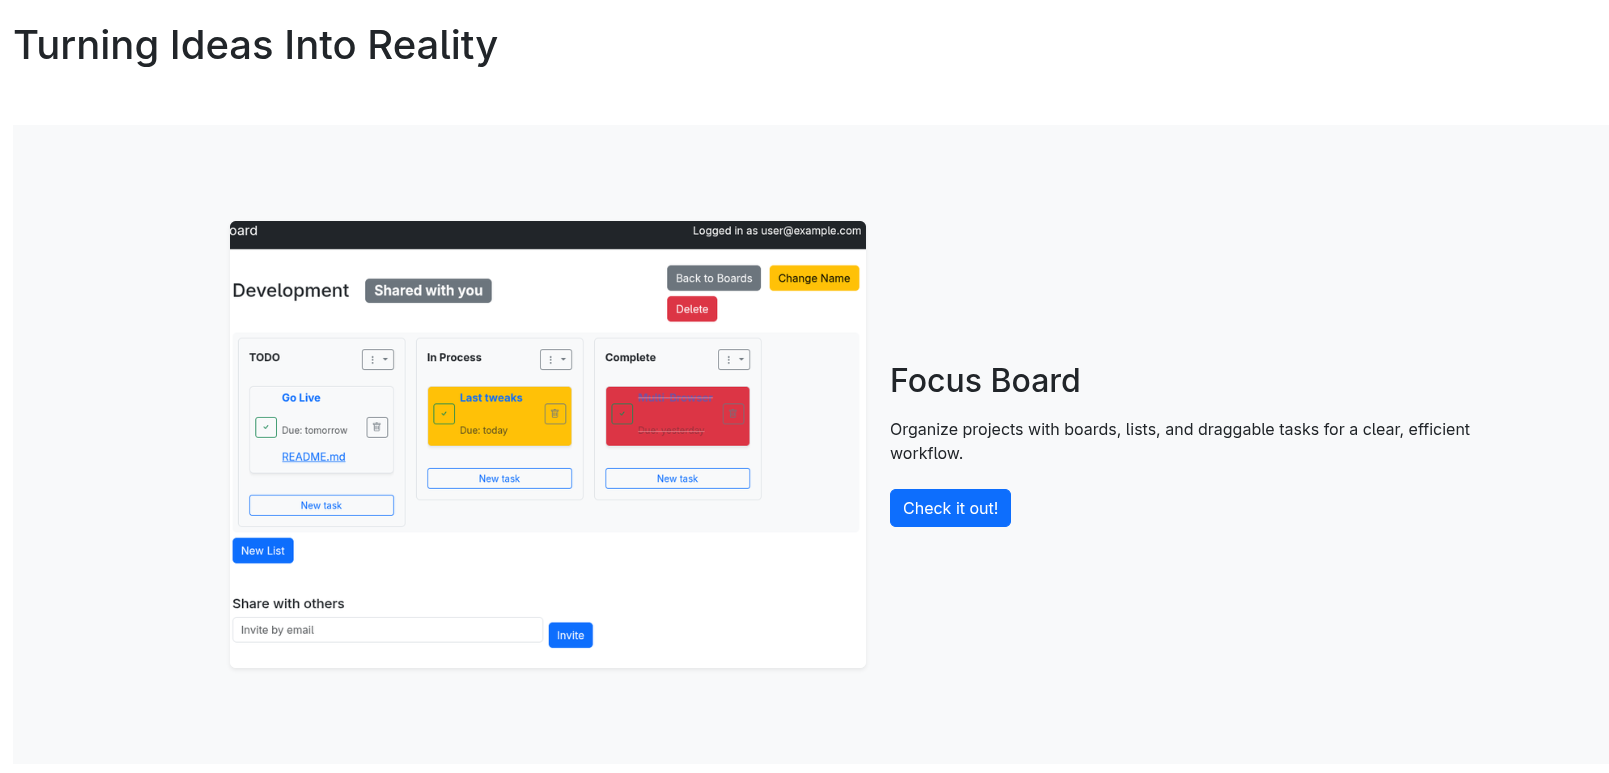 Turning Ideas Into Reality
oard
Logged in as user@example.com
Development
Shared with you
Back to Boards
Change Name
Delete
TODO
In Process
Complete
Go Live
Last tweaks
Due: tomorrow
Due: today
Due: yesterday
README.md
New task
New task
New task
New List
Share with others
Invite by email
Invite
Focus Board
Organize projects with boards, lists, and draggable tasks for a clear, efficient
workflow.
Check it out!